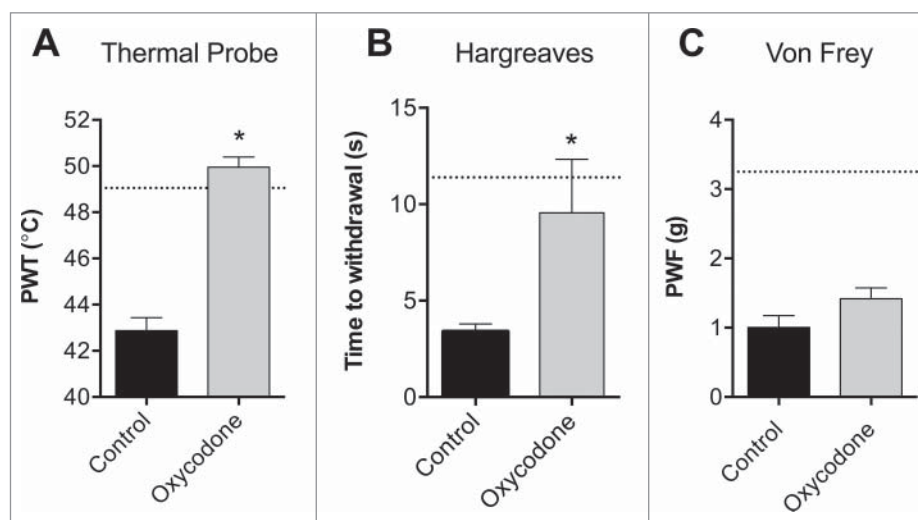 A Thermal Probe
PWT (°C)
52
50
48
46
44
42
40
*
Control
Oxycodone
B Hargreaves
Time to withdrawal (s)
15
10
5
0
*
Control
Oxycodone
C Von Frey
PWF (g)
4
3
2
1
0
Control
Oxycodone